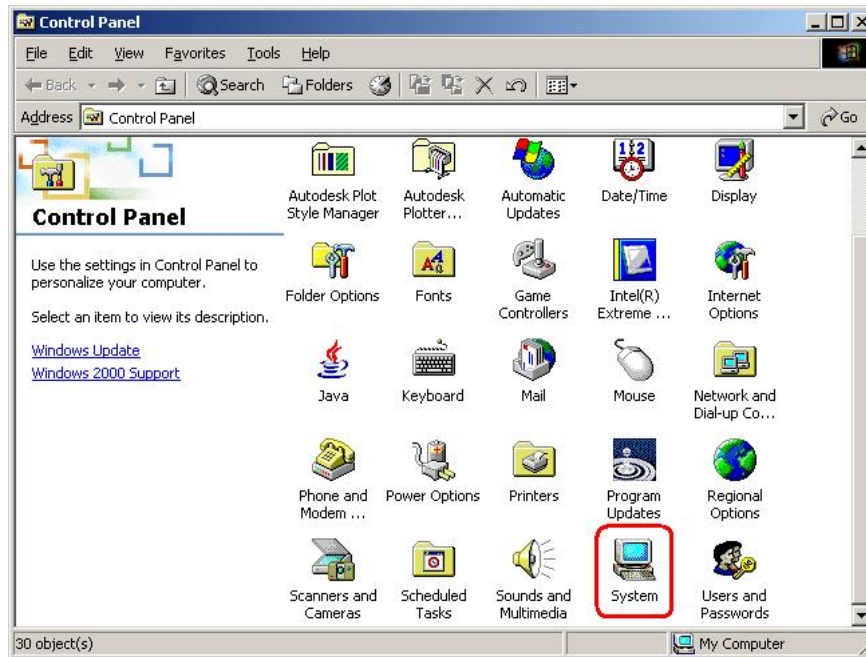 Control Panel
File Edit View Favorites Tools Help
Back Search Folders
Address Control Panel Go
Control Panel
Use the settings in Control Panel to
personalize your computer.
Select an item to view its description.
Windows Update
Windows 2000 Support
Autodesk Plot
Style Manager
Autodesk
Plotter...
Automatic
Updates
Date/Time
Display
Folder Options
Fonts
Game
Controllers
Intel(R)
Extreme ...
Internet
Options
Java
Keyboard
Mail
Mouse
Network and
Dial-up Co...
Phone and
Modem ...
Power Options
Printers
Program
Updates
Regional
Options
Scanners and
Cameras
Scheduled
Tasks
Sounds and
Multimedia
System
Users and
Passwords
30 object(s)
My Computer